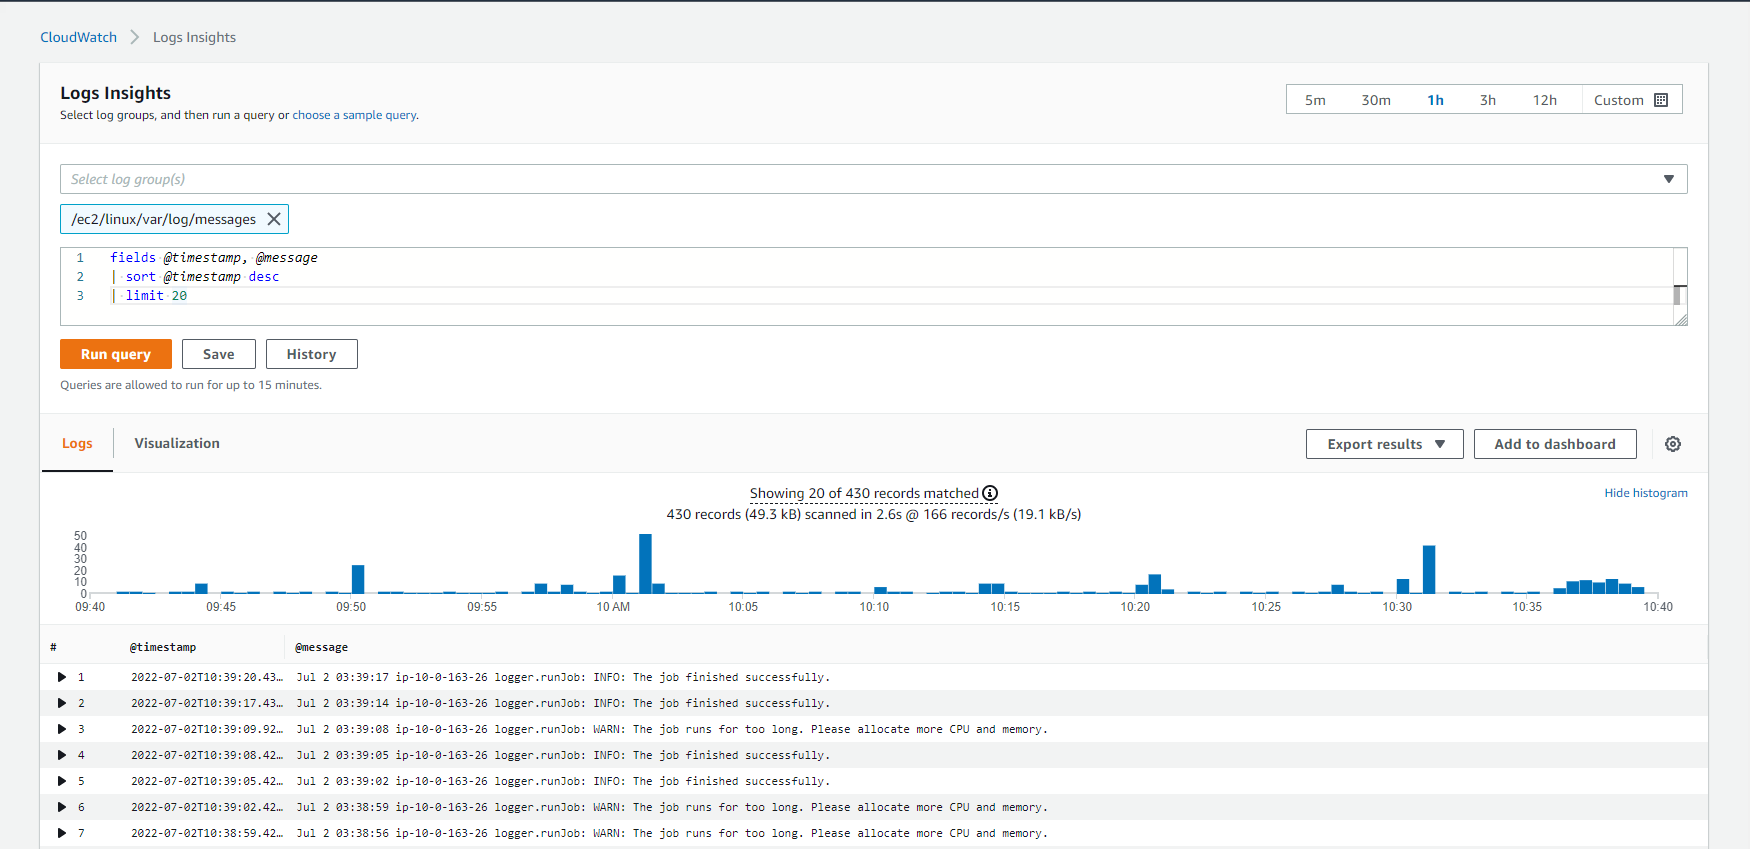 CloudWatch > Logs Insights
Logs Insights
Select log groups, and then run a query or choose a sample query.
5m 30m 1h 3h 12h Custom
Select log group(s)
/ec2/linux/var/log/messages
1 fields @timestamp, @message
2 | sort @timestamp desc
3 | limit 20
Run query Save History
Queries are allowed to run for up to 15 minutes.
Logs Visualization Export results Add to dashboard
Showing 20 of 430 records matched
Hide histogram
430 records (49.3 kB) scanned in 2.6s @ 166 records/s (19.1 kB/s)
50
40
30
20
10
0
09:40 09:45 09:50 09:55 10 AM 10:05 10:10 10:15 10:20 10:25 10:30 10:35 10:40
# @timestamp @message
1 2022-07-02T10:39:20.43… Jul 2 03:39:17 ip-10-0-163-26 logger.runJob: INFO: The job finished successfully.
2 2022-07-02T10:39:17.43… Jul 2 03:39:14 ip-10-0-163-26 logger.runJob: INFO: The job finished successfully.
3 2022-07-02T10:39:09.92… Jul 2 03:39:08 ip-10-0-163-26 logger.runJob: WARN: The job runs for too long. Please allocate more CPU and memory.
4 2022-07-02T10:39:08.42… Jul 2 03:39:05 ip-10-0-163-26 logger.runJob: INFO: The job finished successfully.
5 2022-07-02T10:39:05.42… Jul 2 03:39:02 ip-10-0-163-26 logger.runJob: INFO: The job finished successfully.
6 2022-07-02T10:39:02.42… Jul 2 03:38:59 ip-10-0-163-26 logger.runJob: WARN: The job runs for too long. Please allocate more CPU and memory.
7 2022-07-02T10:38:59.42… Jul 2 03:38:56 ip-10-0-163-26 logger.runJob: WARN: The job runs for too long. Please allocate more CPU and memory.